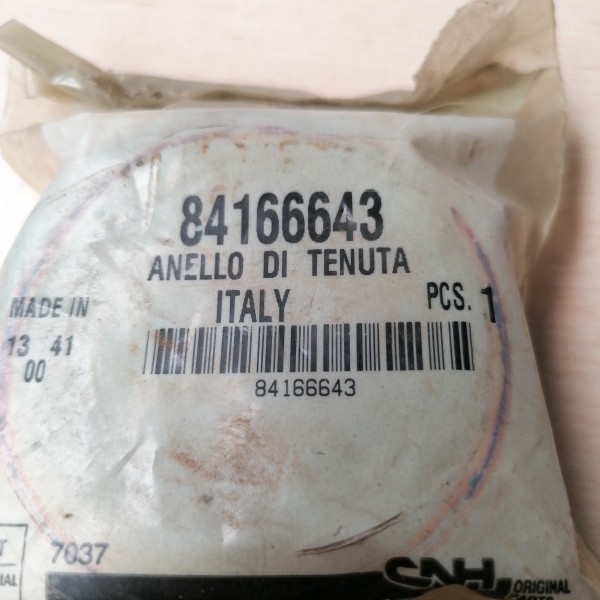 84166643
ANELLO DI TENUTA
MADE IN ITALY PCS. 1
13 41
00
84166643
7037
CNH ORIGINAL